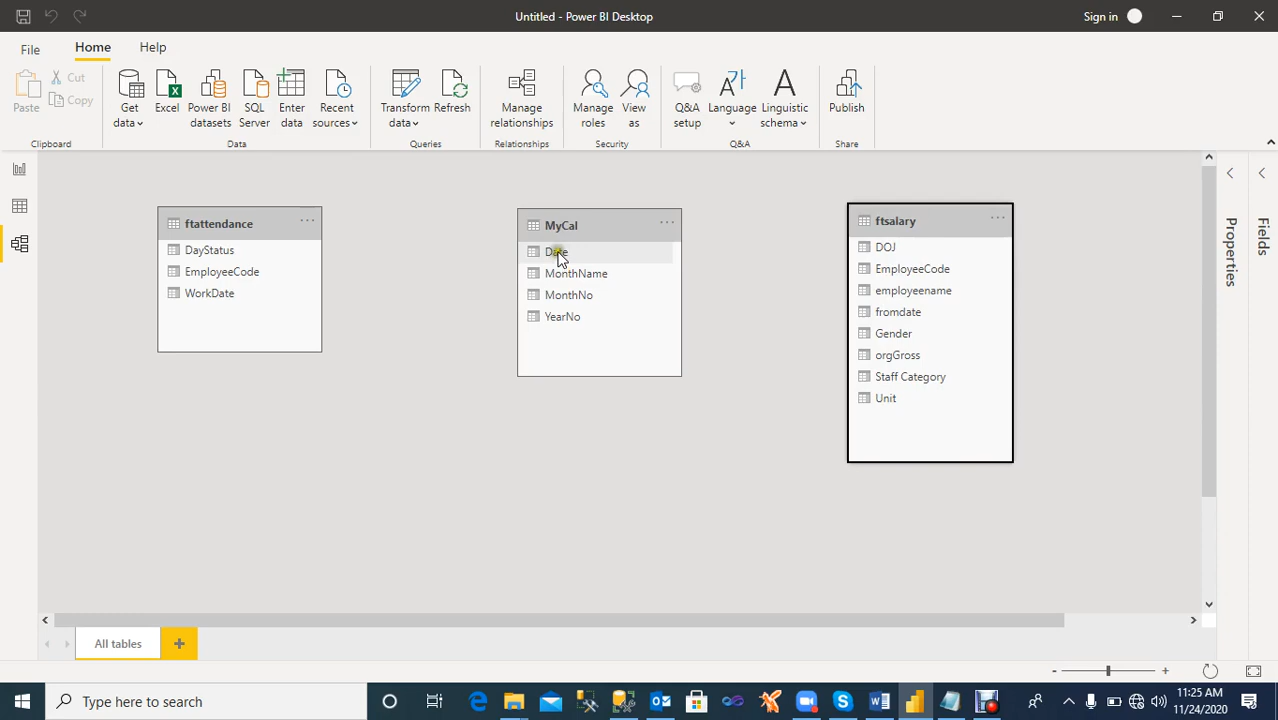 Untitled - Power BI Desktop
Sign in
File
Home
Help
Paste
Cut
Copy
Clipboard
Get data
Excel
Power BI datasets
SQL Server
Enter data
Recent sources
Data
Transform data
Refresh
Queries
Manage relationships
Relationships
Manage roles
View as
Security
Q&A setup
Language
Linguistic schema
Q&A
Publish
Share
ftattendance
DayStatus
EmployeeCode
WorkDate
MyCal
Date
MonthName
MonthNo
YearNo
ftsalary
DOJ
EmployeeCode
employeename
fromdate
Gender
orgGross
Staff Category
Unit
Properties
Fields
All tables
Type here to search
11:25 AM
11/24/2020